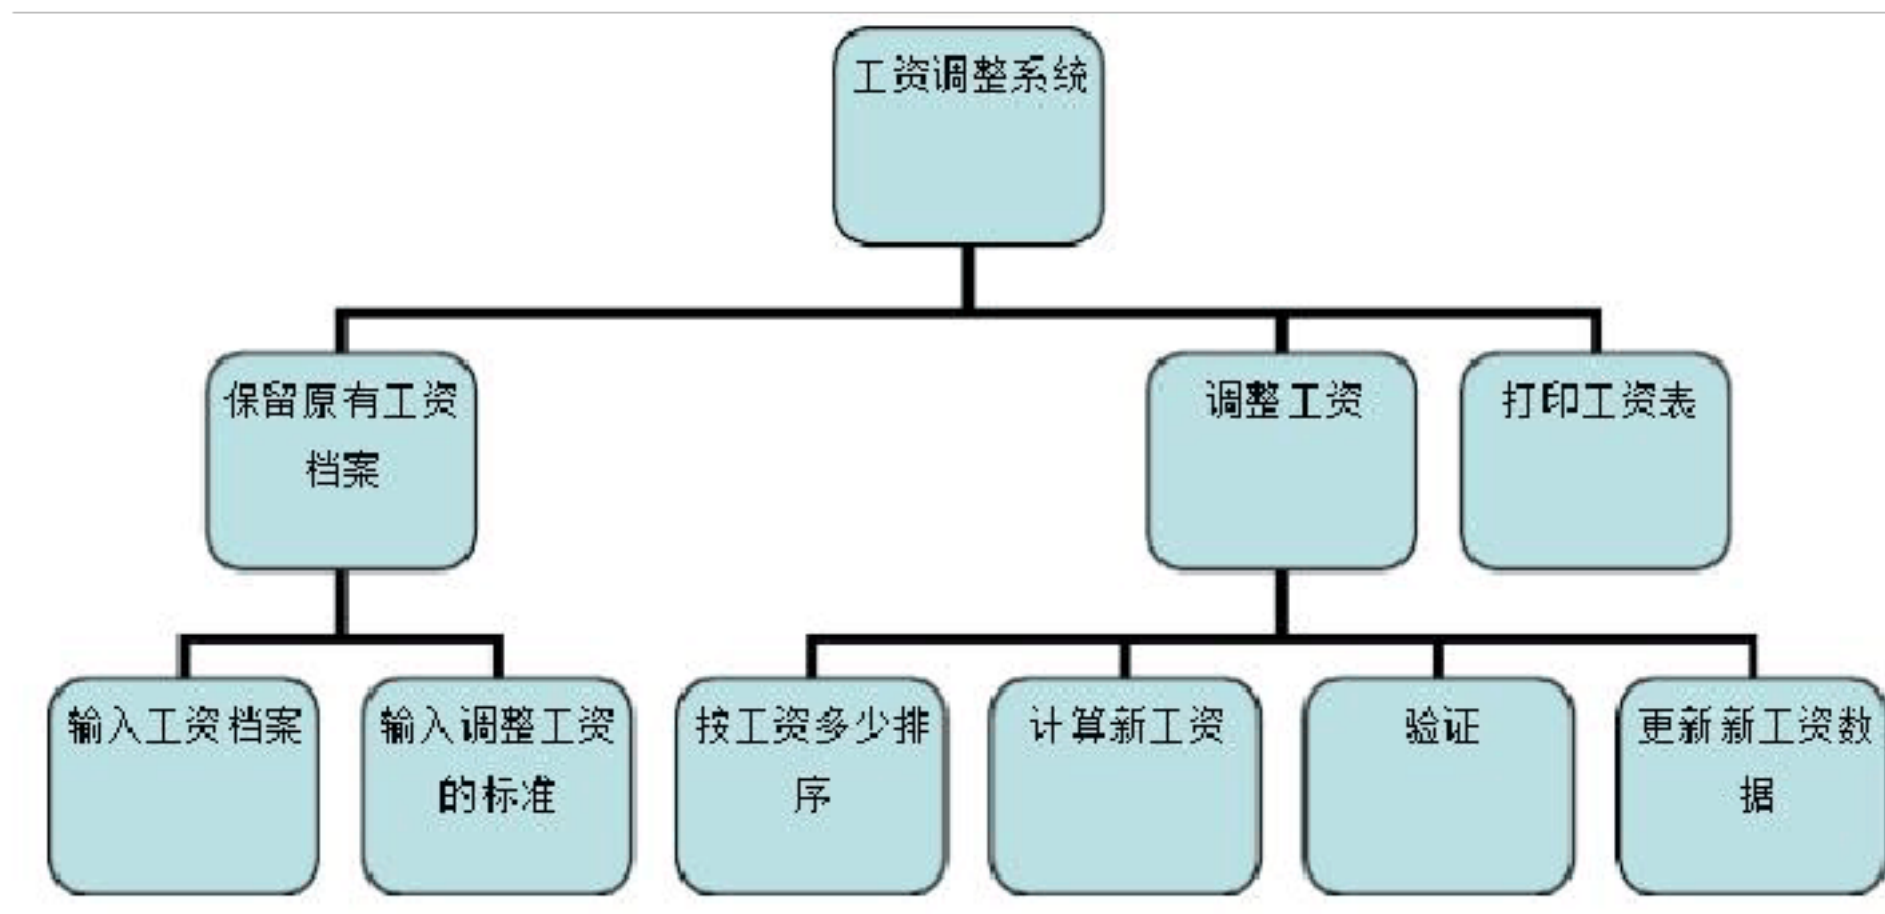 工资调整系统
保留原有工资
档案
调整工资
打印工资表
输入工资档案
输入调整工资
的标准
按工资多少排
序
计算新工资
验证
更新新工资数
据